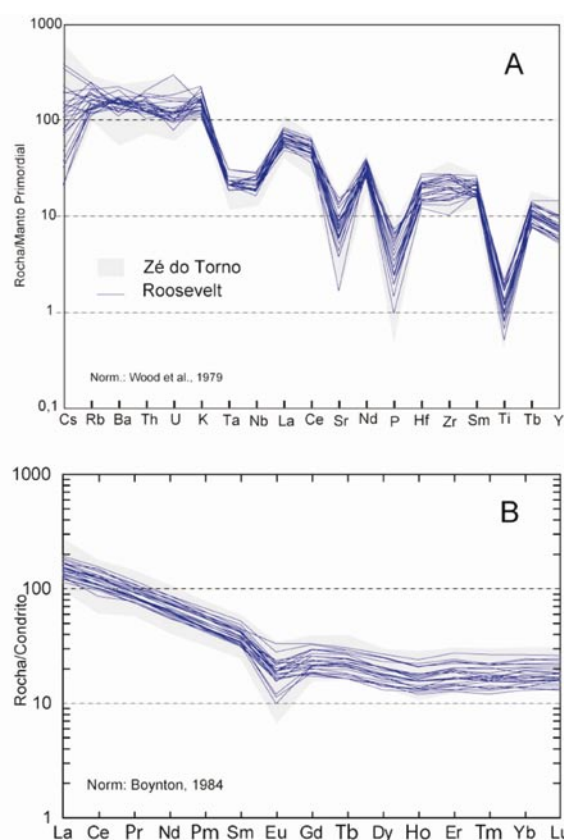 1000
A
100
Rocha/Manto Primordial
10
Zé do Torno
Roosevelt
1
Norm.: Wood et al., 1979
0,1
Cs Rb Ba Th U K Ta Nb La Ce Sr Nd P Hf Zr Sm Ti Tb Y
1000
B
100
Rocha/Condrito
10
Norm: Boynton, 1984
1
La Ce Pr Nd Pm Sm Eu Gd Tb Dy Ho Er Tm Yb Lu